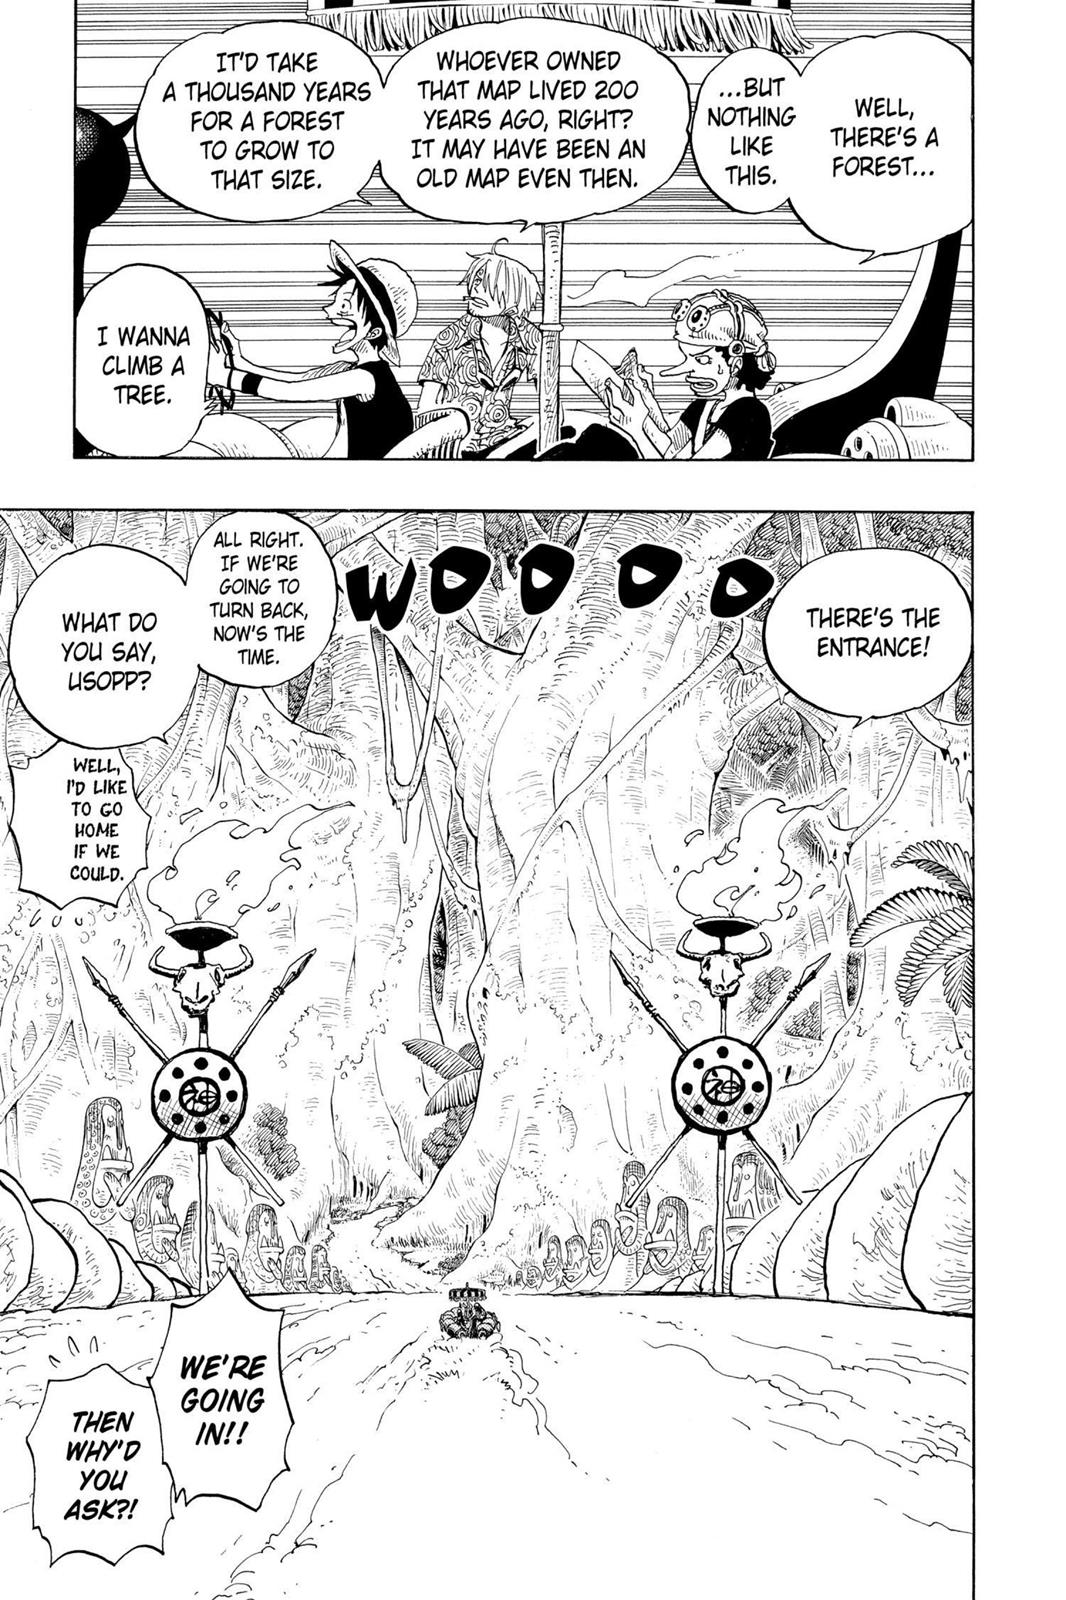 WELL,
THERE'S A
FOREST...
...BUT
NOTHING
LIKE
THIS.
WHOEVER OWNED
THAT MAP LIVED 200
YEARS AGO, RIGHT?
IT MAY HAVE BEEN AN
OLD MAP EVEN THEN.
IT'D TAKE
A THOUSAND YEARS
FOR A FOREST
TO GROW TO
THAT SIZE.
I WANNA
CLIMB A
TREE.
THERE'S THE
ENTRANCE!
WOOOO
ALL RIGHT.
IF WE'RE
GOING TO
TURN BACK,
NOW'S THE
TIME.
WHAT DO
YOU SAY,
USOPP?
WELL,
I'D LIKE
TO GO
HOME
IF WE
COULD.
神
神
WE'RE
GOING
IN!!
THEN
WHY'D
YOU
ASK?!